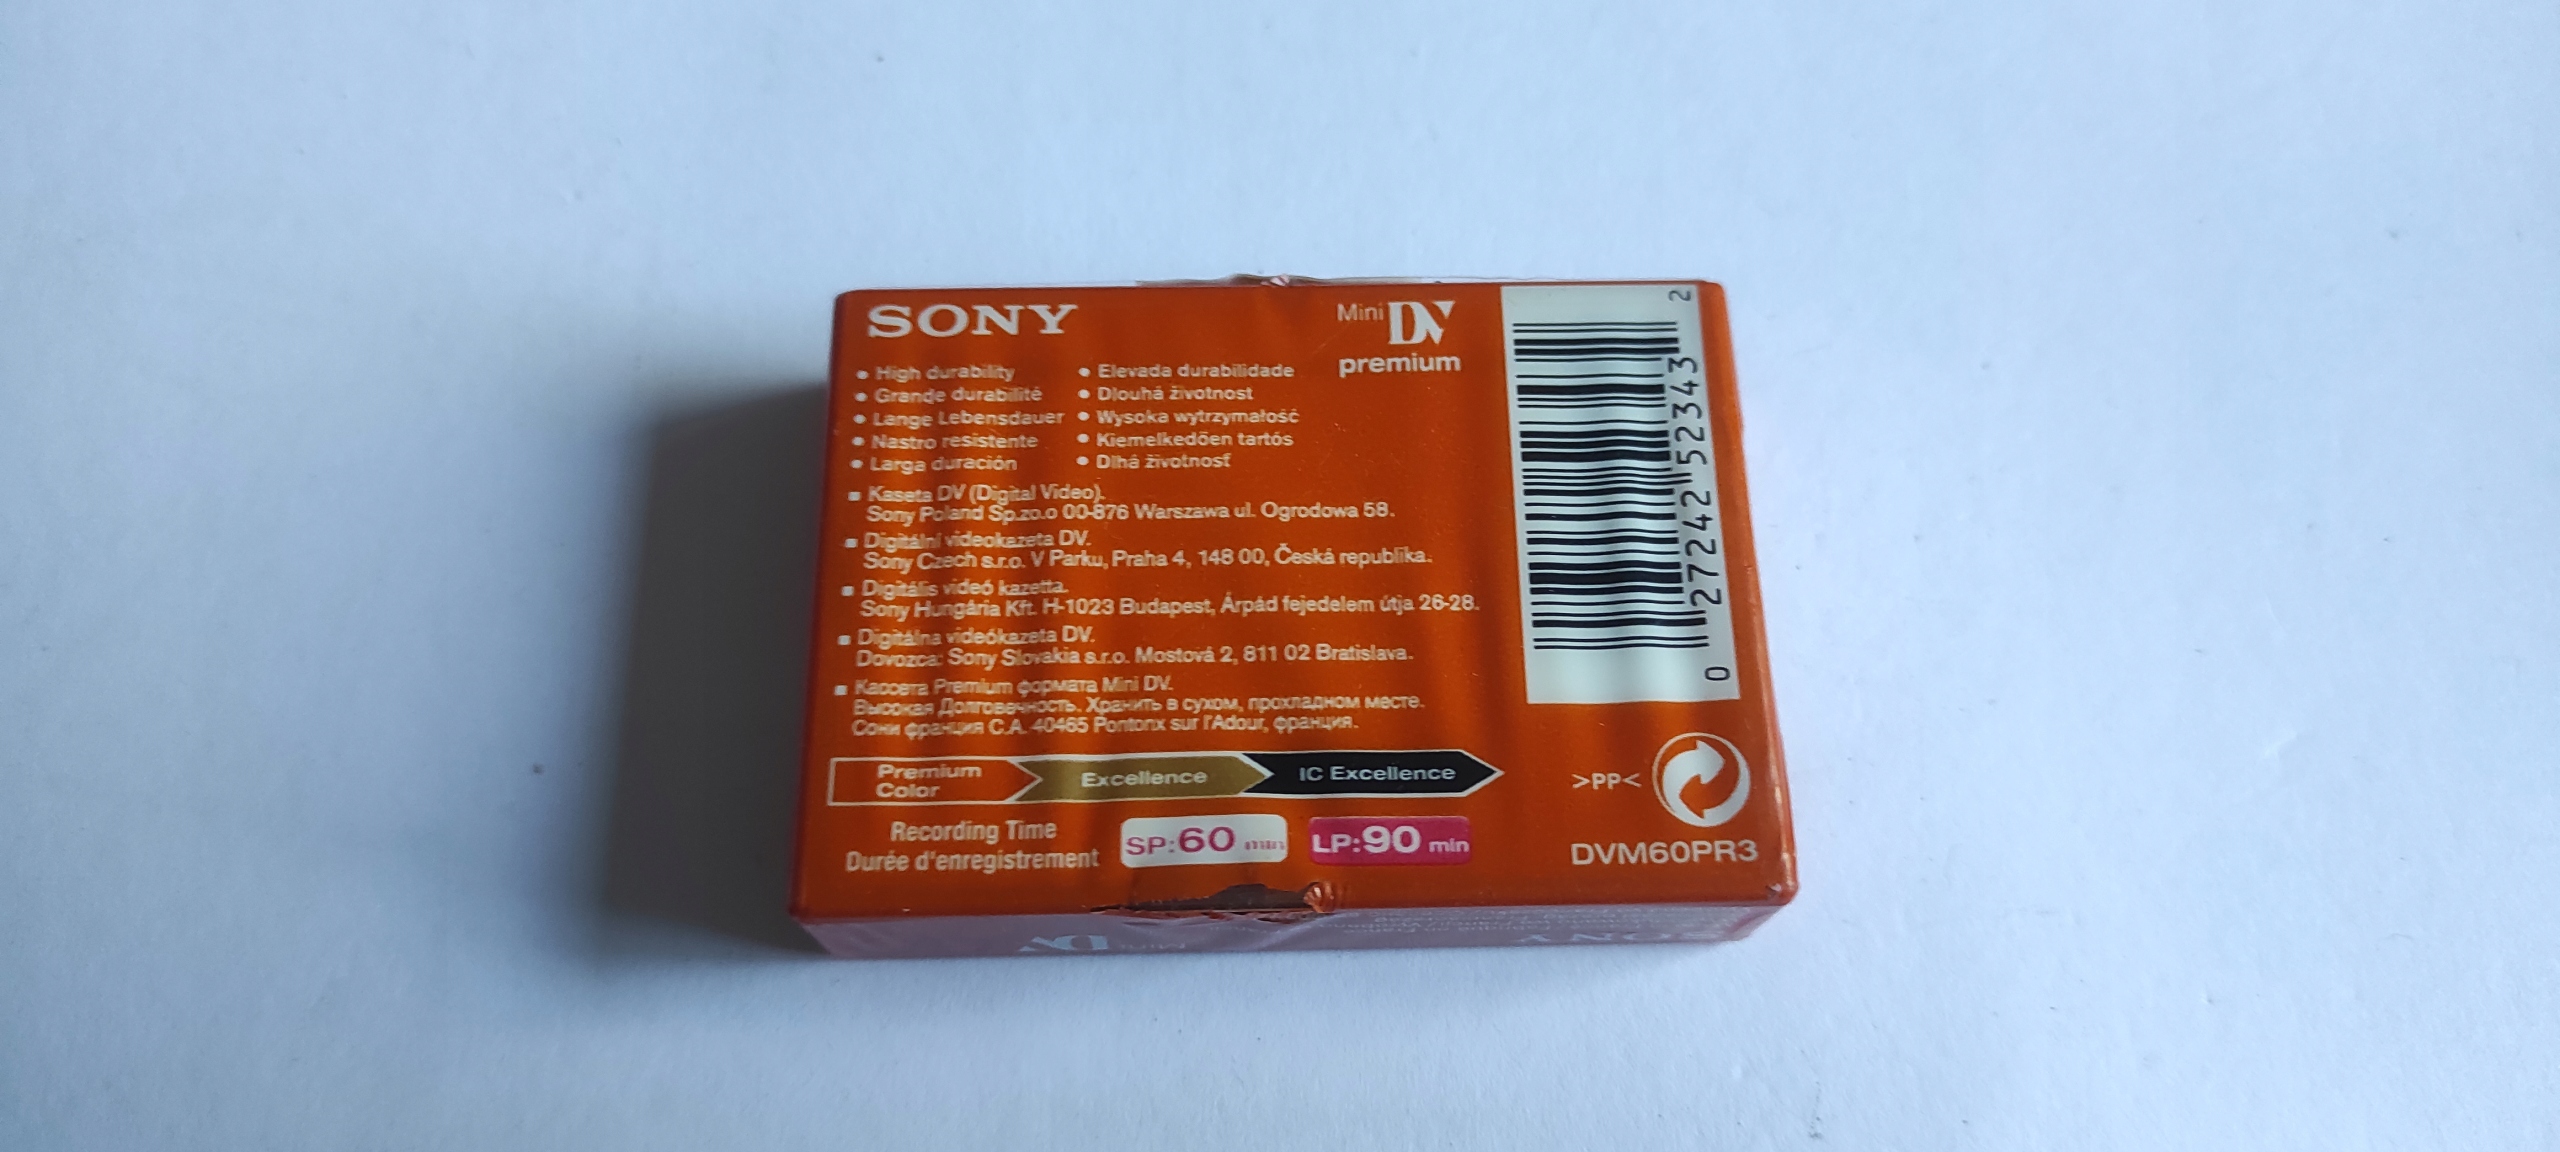 SONY
Mini DV
premium
• High durability
• Grande durabilité
• Lange Lebensdauer
• Nastro resistente
• Larga duración
• Elevada durabilidade
• Dlouhá životnost
• Wysoka wytrzymałość
• Kiemelkedõen tartós
• Dlhá životnosť
▪ Kaseta DV (Digital Video).
Sony Poland Sp.zo.o 00-876 Warszawa ul. Ogrodowa 58.
▪ Digitální videokazeta DV.
Sony Czech s.r.o. V Parku, Praha 4, 148 00, Česká republika.
▪ Digitális videó kazetta.
Sony Hungária Kft. H-1023 Budapest, Árpád fejedelem útja 26-28.
▪ Digitálna videókazeta DV.
Dovozca: Sony Slovakia s.r.o. Mostová 2, 811 02 Bratislava.
▪ Кассета Premium формата Mini DV.
Высокая Долговечность. Хранить в сухом, прохладном месте.
Сони франция С.А. 40465 Pontonx sur l'Adour, франция.
Premium
Color
Excellence
IC Excellence
Recording Time
Durée d'enregistrement
SP:60 min
LP:90 min
0 27242 52343 2
>PP<
DVM60PR3
Mini DV
SONY